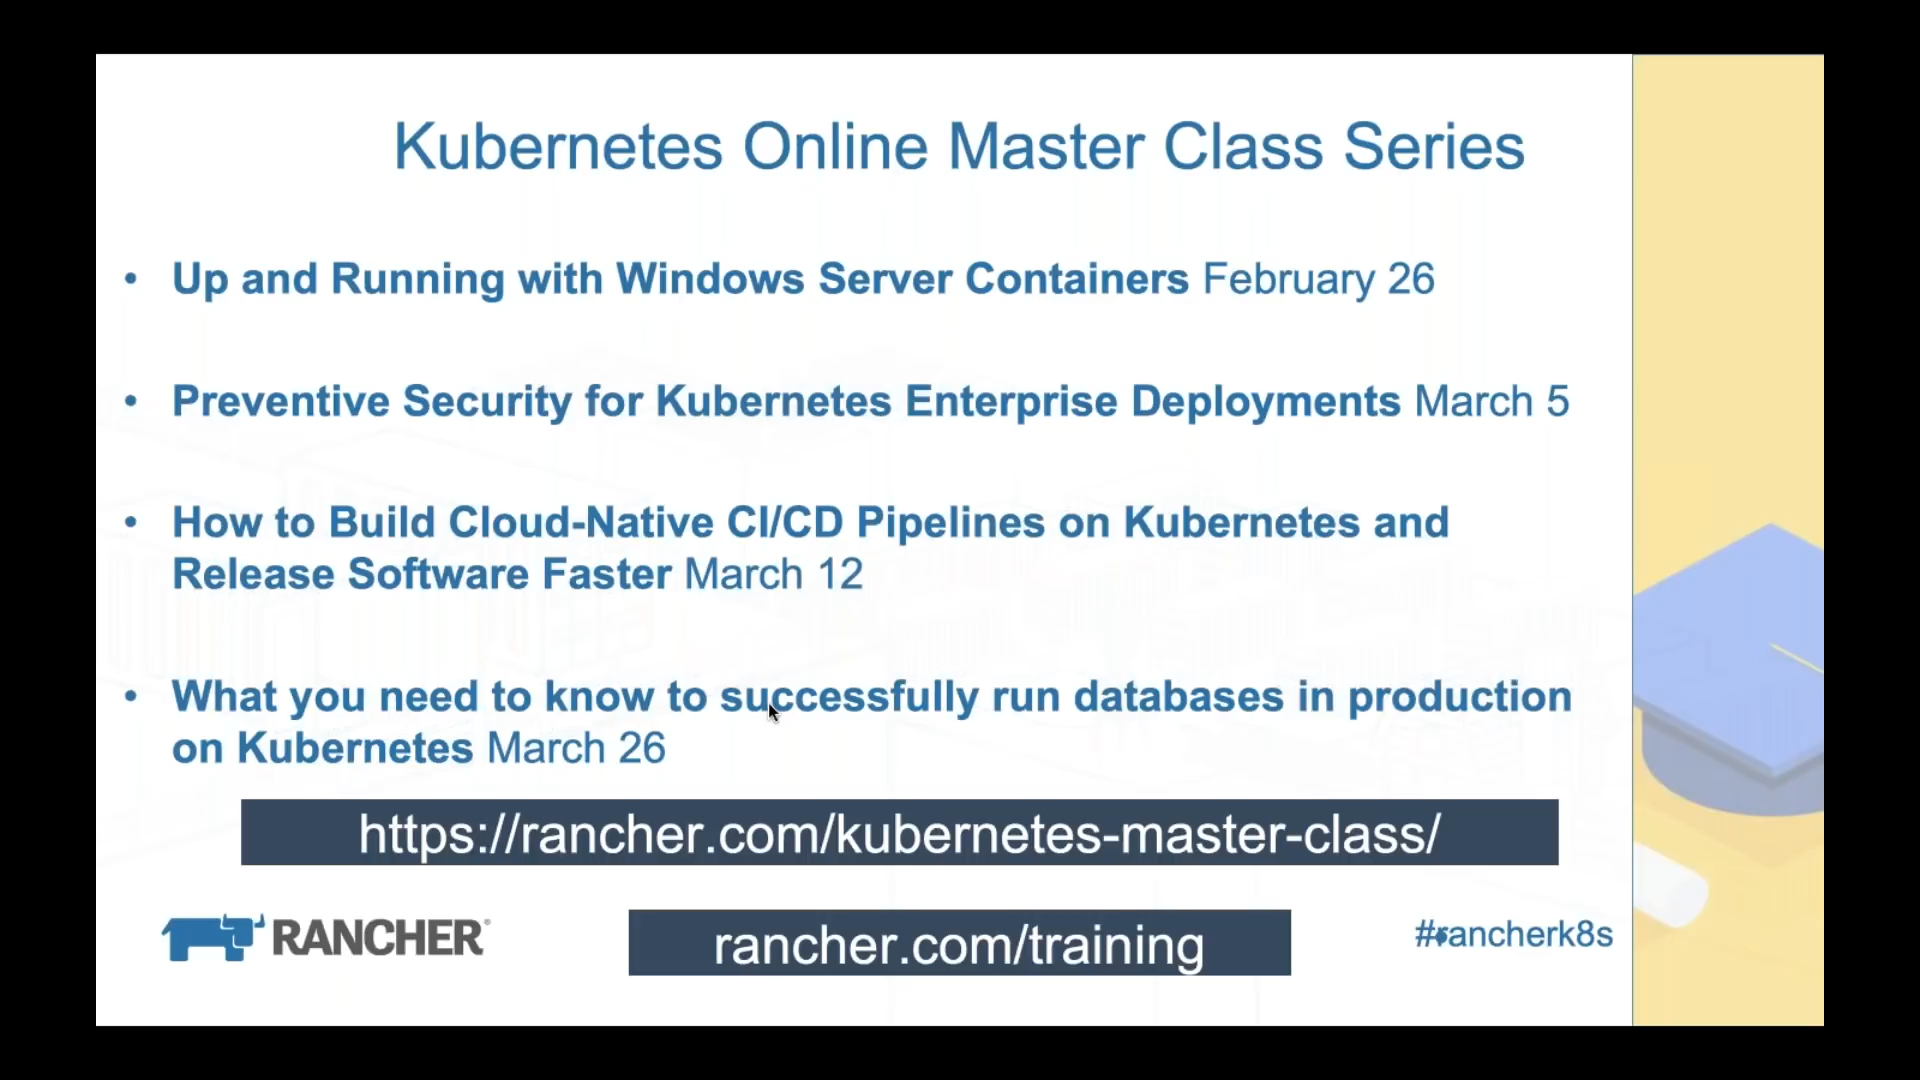 Kubernetes Online Master Class Series
• Up and Running with Windows Server Containers February 26
• Preventive Security for Kubernetes Enterprise Deployments March 5
• How to Build Cloud-Native CI/CD Pipelines on Kubernetes and
Release Software Faster March 12
• What you need to know to successfully run databases in production
on Kubernetes March 26
https://rancher.com/kubernetes-master-class/
RANCHER®
rancher.com/training
#rancherk8s